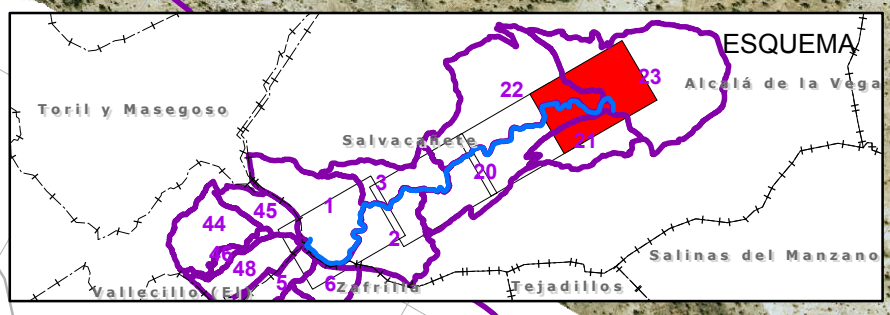 ESQUEMA
22
23
Alcalá de la Vega
Toril y Masegoso
Salvacañete
21
3
20
1
45
44
2
46
48
5
6
Salinas del Manzano
Vallecillo (El)
Zafrilla
Tejadillos